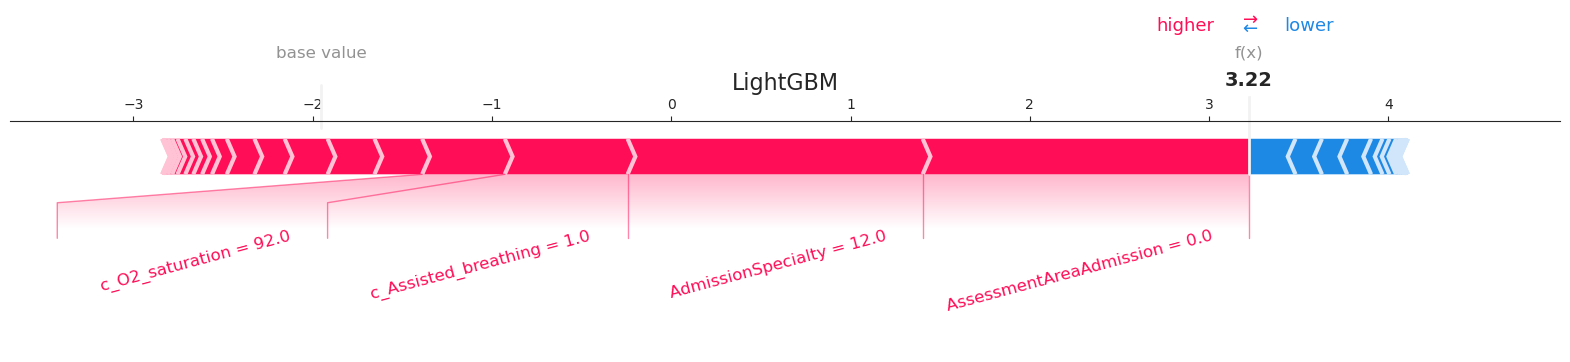 higher ⇄ lower
base value f(x)
LightGBM 3.22
−3 −2 −1 0 1 2 3 4
c_O2_saturation = 92.0
c_Assisted_breathing = 1.0
AdmissionSpecialty = 12.0
AssessmentAreaAdmission = 0.0